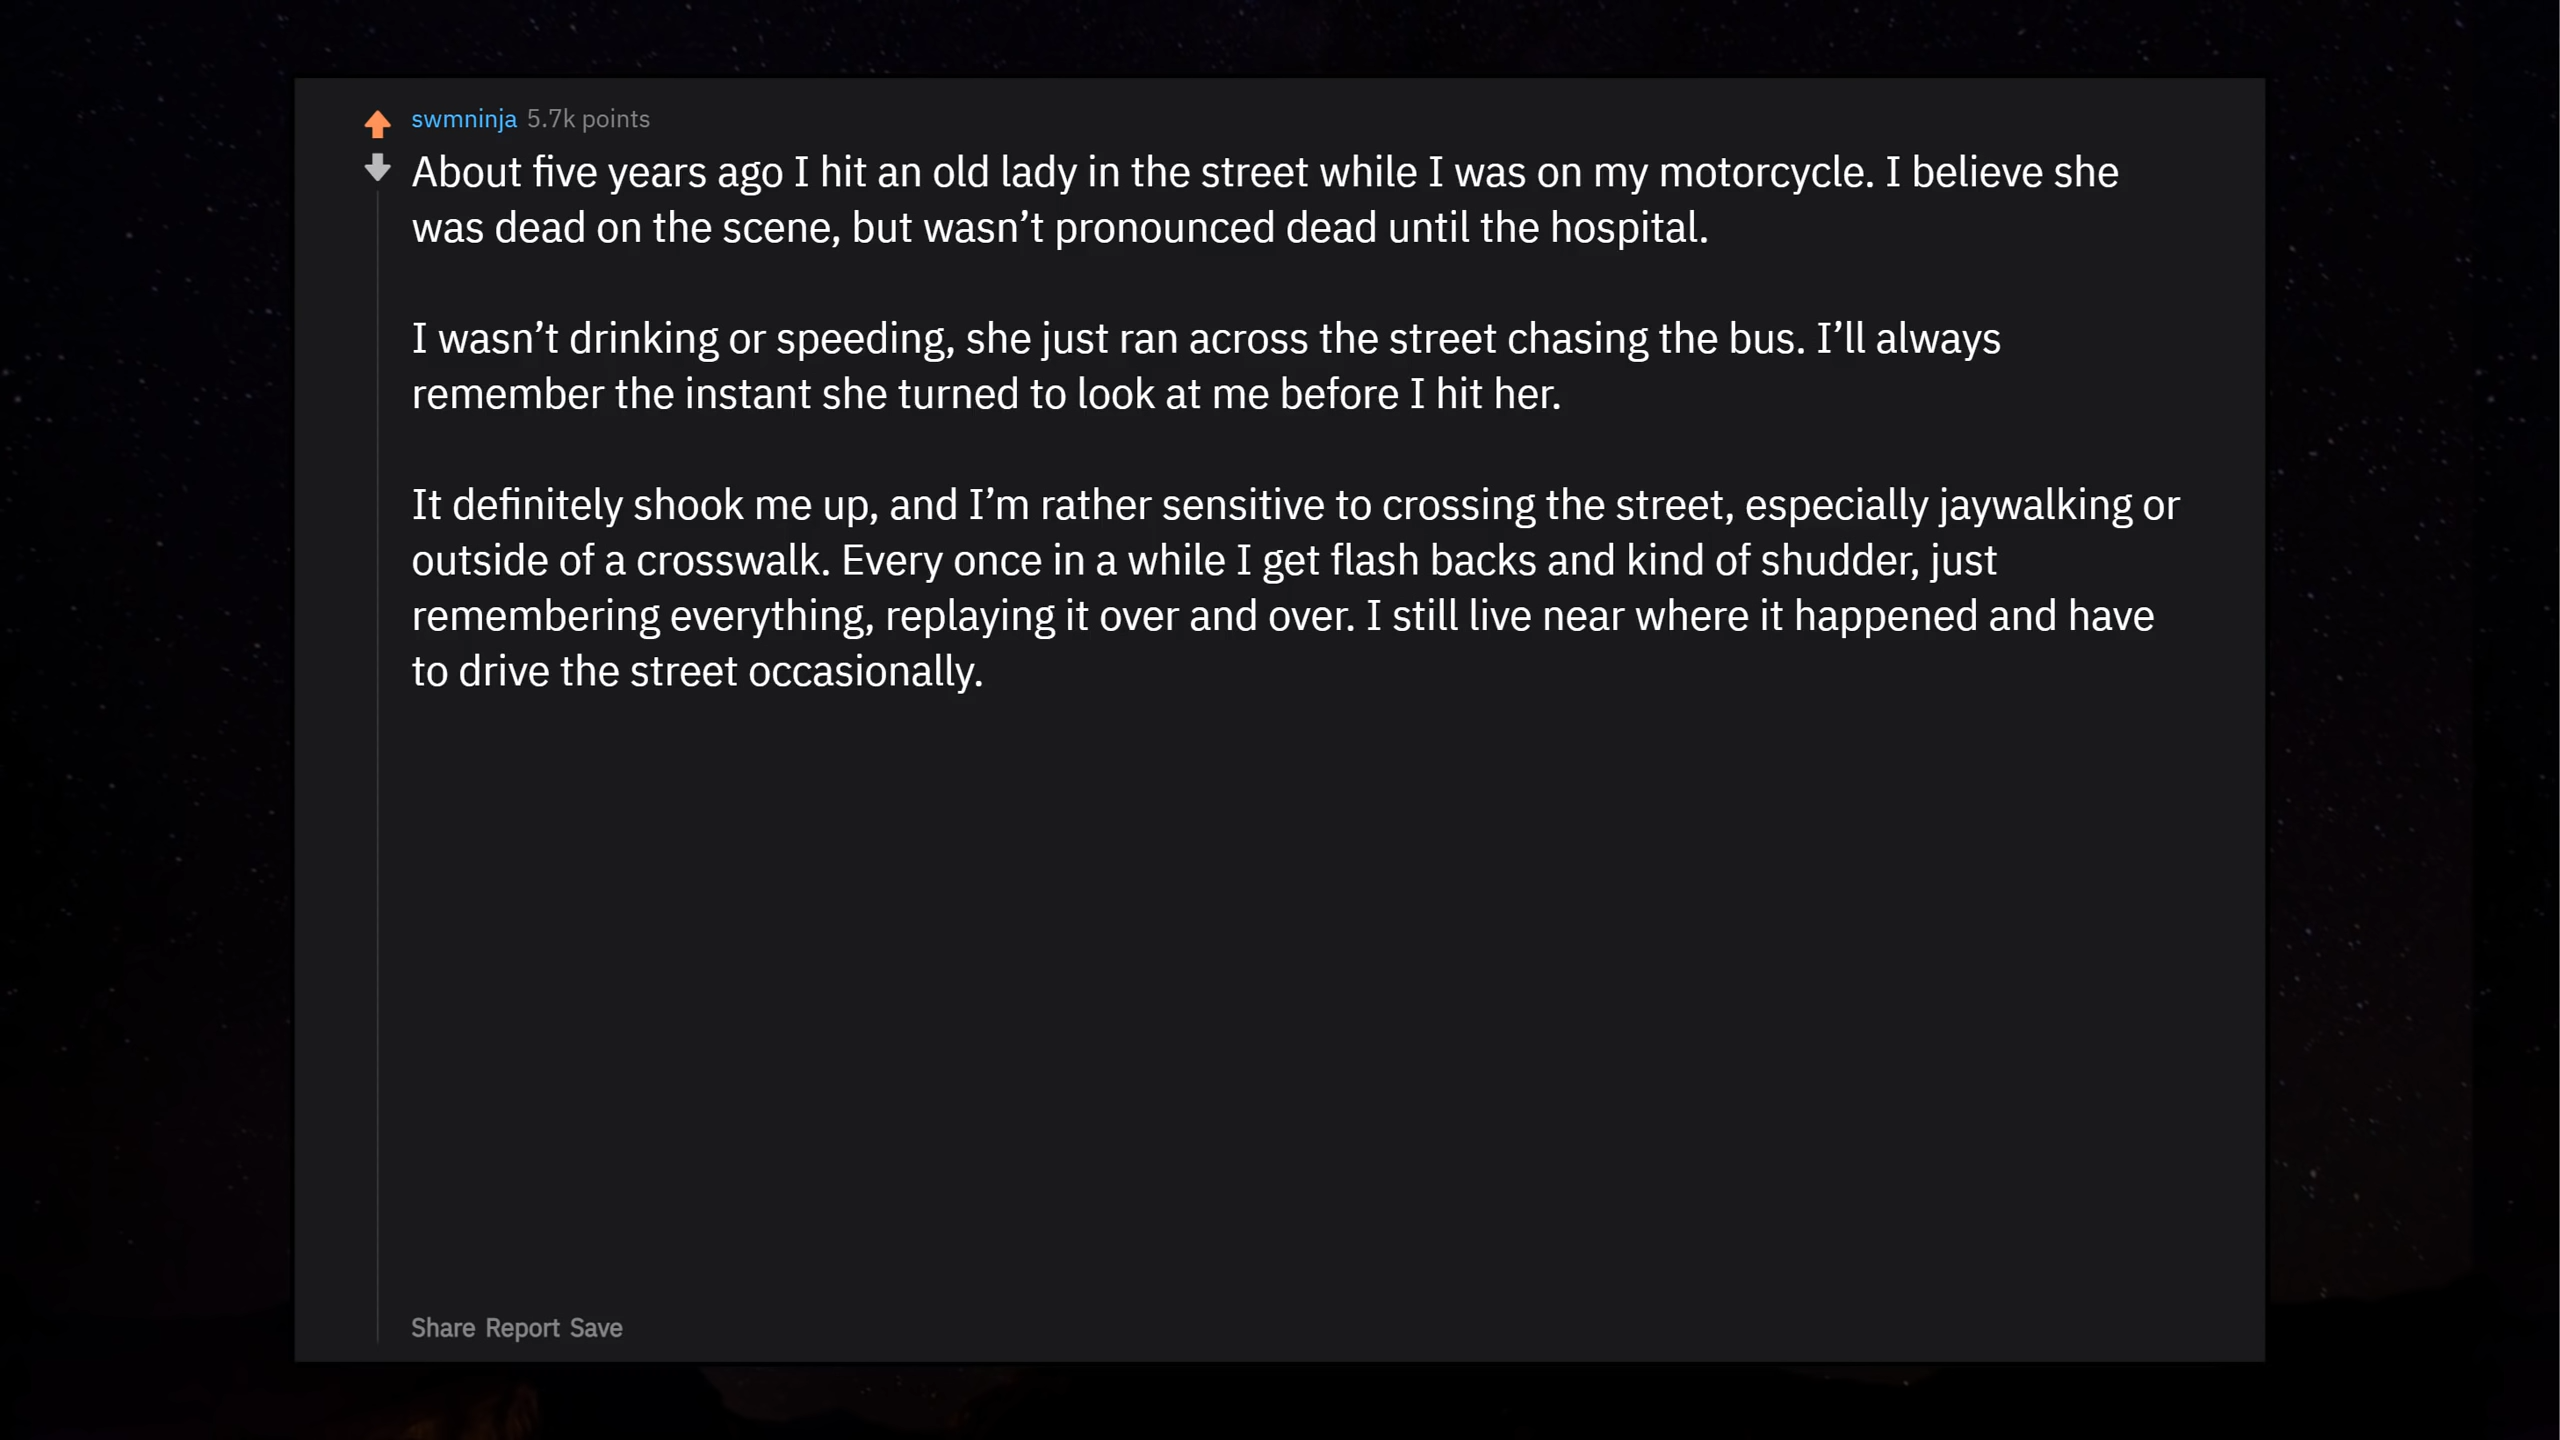 swmninja 5.7k points
About five years ago I hit an old lady in the street while I was on my motorcycle. I believe she
was dead on the scene, but wasn’t pronounced dead until the hospital.
I wasn’t drinking or speeding, she just ran across the street chasing the bus. I’ll always
remember the instant she turned to look at me before I hit her.
It definitely shook me up, and I’m rather sensitive to crossing the street, especially jaywalking or
outside of a crosswalk. Every once in a while I get flash backs and kind of shudder, just
remembering everything, replaying it over and over. I still live near where it happened and have
to drive the street occasionally.
Share Report Save